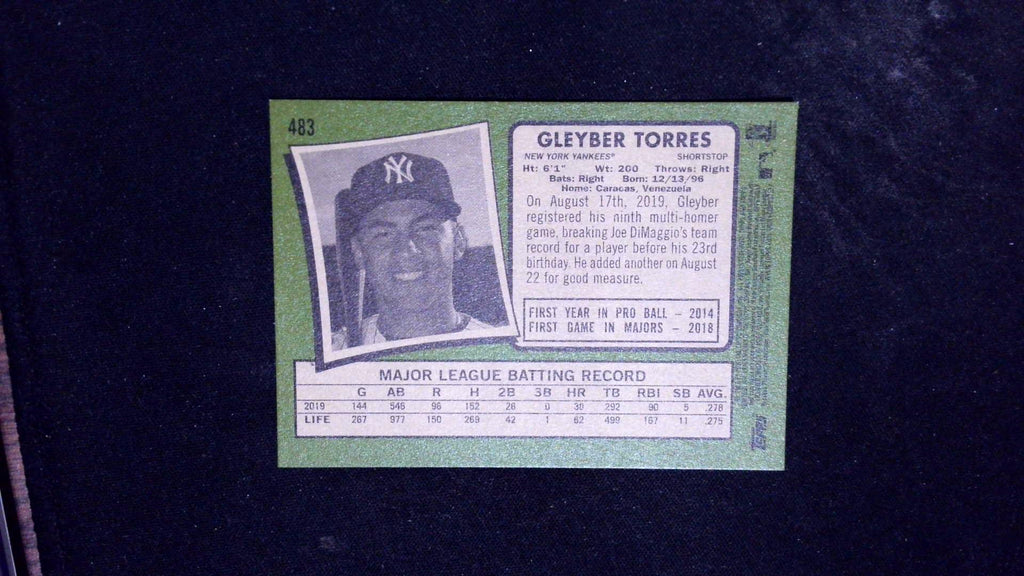 483
NY
GLEYBER TORRES
NEW YORK YANKEES® SHORTSTOP
Ht: 6'1" Wt: 200 Throws: Right
Bats: Right Born: 12/13/96
Home: Caracas, Venezuela
On August 17th, 2019, Gleyber
registered his ninth multi-homer
game, breaking Joe DiMaggio's team
record for a player before his 23rd
birthday. He added another on August
22 for good measure.
FIRST YEAR IN PRO BALL – 2014
FIRST GAME IN MAJORS – 2018
MAJOR LEAGUE BATTING RECORD
G AB R H 2B 3B HR TB RBI SB AVG.
2019 144 546 96 152 26 0 38 292 90 5 .278
LIFE 267 977 150 269 42 1 62 499 167 11 .275
TOPPS